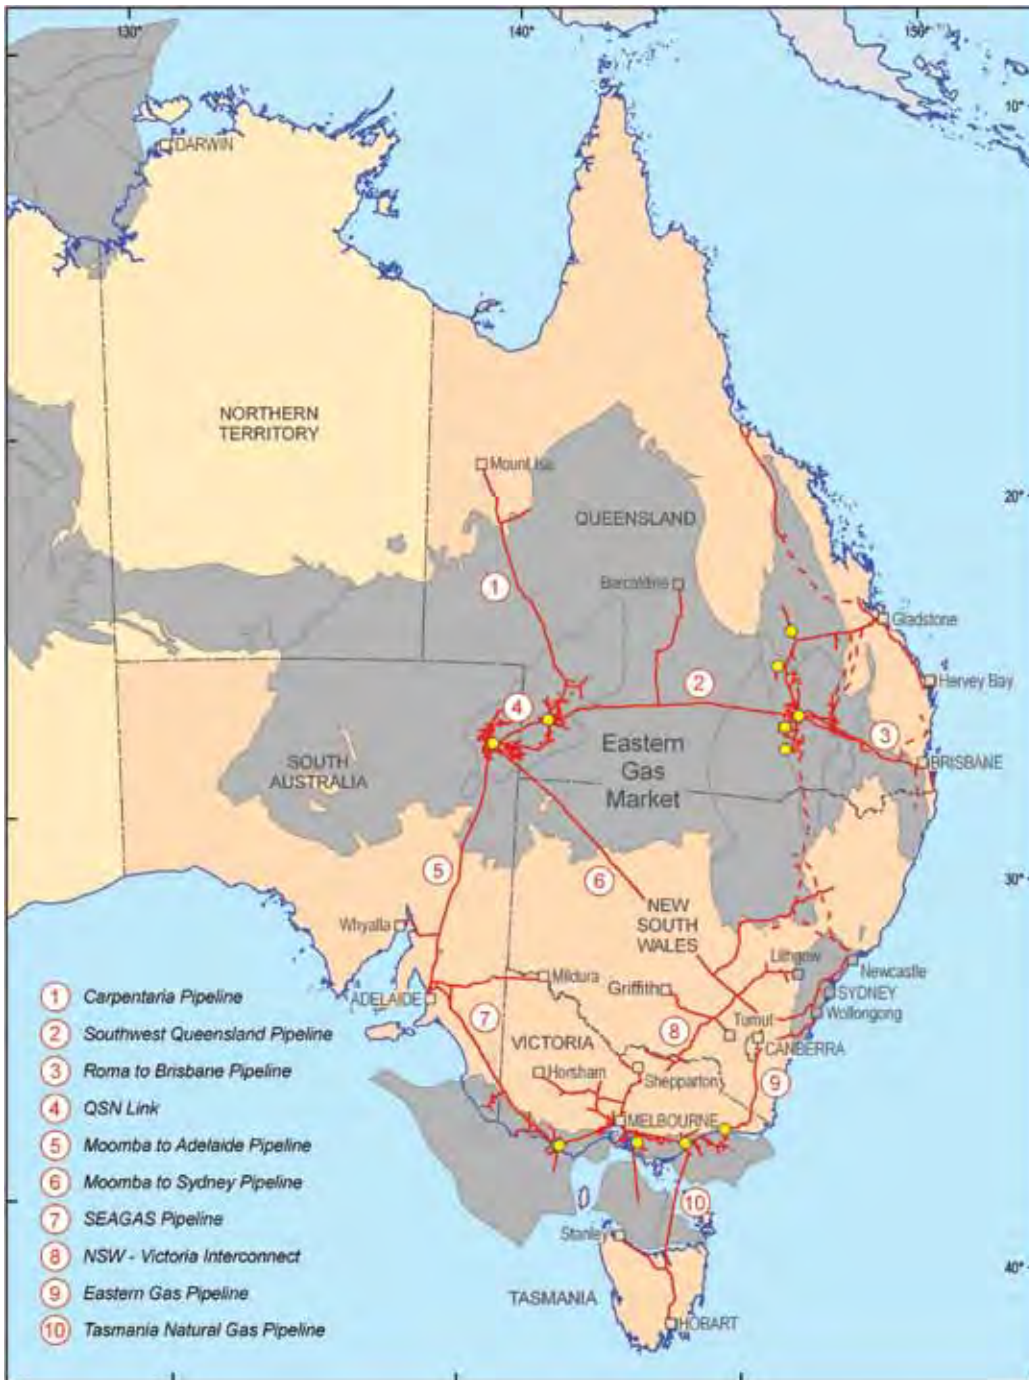 130°
140°
150°
10°
DARWIN
NORTHERN
TERRITORY
Mount Isa
20°
QUEENSLAND
1
Barcaldine
Gladstone
Hervey Bay
2
4
3
BRISBANE
Eastern
Gas
Market
SOUTH
AUSTRALIA
5
6
30°
NEW
SOUTH
WALES
Whyalla
Lithgow
Newcastle
Mildura
Griffith
SYDNEY
ADELAIDE
Wollongong
Tumut
7
8
VICTORIA
CANBERRA
Horsham
Shepparton
9
MELBOURNE
10
Stanley
40°
TASMANIA
HOBART
1 Carpentaria Pipeline
2 Southwest Queensland Pipeline
3 Roma to Brisbane Pipeline
4 QSN Link
5 Moomba to Adelaide Pipeline
6 Moomba to Sydney Pipeline
7 SEAGAS Pipeline
8 NSW - Victoria Interconnect
9 Eastern Gas Pipeline
10 Tasmania Natural Gas Pipeline